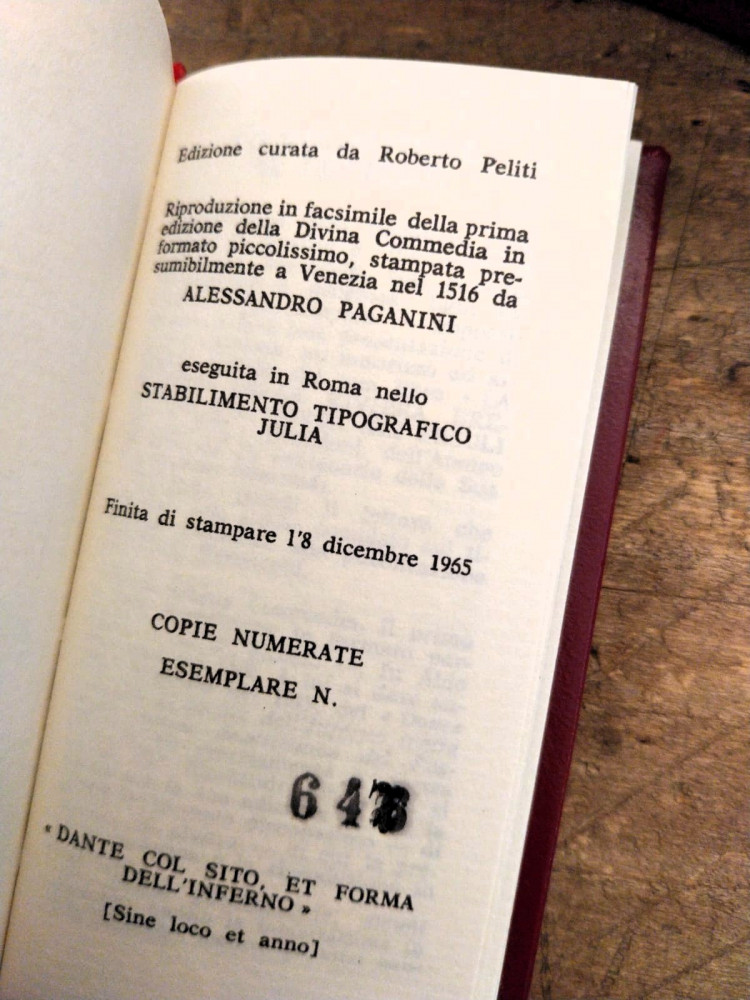 Edizione curata da Roberto Peliti
Riproduzione in facsimile della prima
edizione della Divina Commedia in
formato piccolissimo, stampata pre-
sumibilmente a Venezia nel 1516 da
ALESSANDRO PAGANINI
eseguita in Roma nello
STABILIMENTO TIPOGRAFICO
JULIA
Finita di stampare l'8 dicembre 1965
COPIE NUMERATE
ESEMPLARE N.
« DANTE COL SITO, ET FORMA
DELL'INFERNO »
[Sine loco et anno]